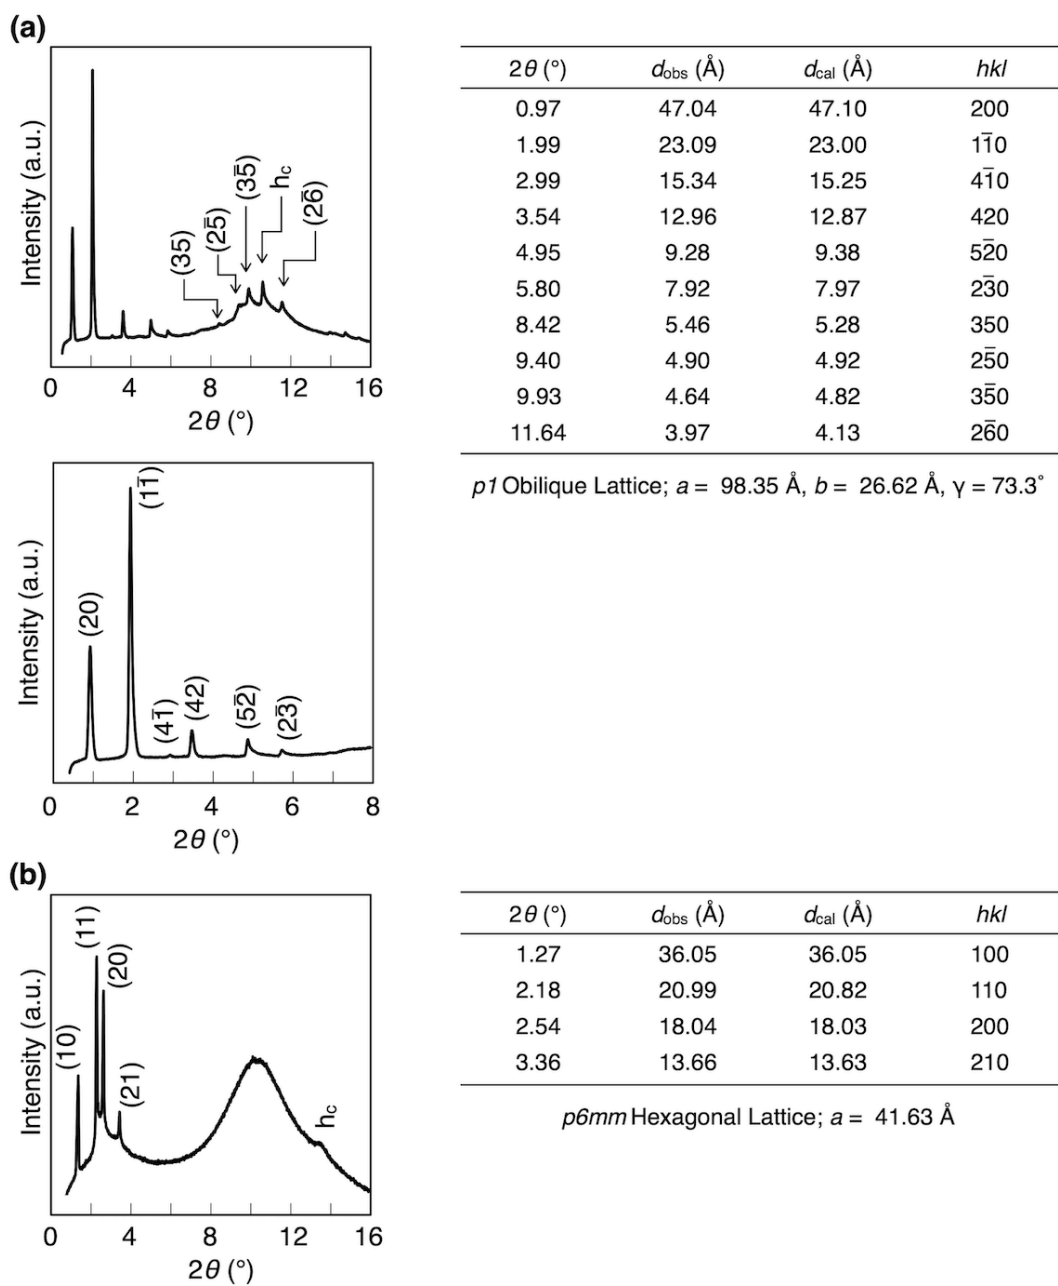 (a)
Intensity (a.u.)
(35)
(25̅)
(35̅)
h_c
(26̅)
0 4 8 12 16
2θ (°)
2θ (°) d_obs (Å) d_cal (Å) hkl
0.97 47.04 47.10 200
1.99 23.09 23.00 11̅0
2.99 15.34 15.25 41̅0
3.54 12.96 12.87 420
4.95 9.28 9.38 52̅0
5.80 7.92 7.97 23̅0
8.42 5.46 5.28 350
9.40 4.90 4.92 25̅0
9.93 4.64 4.82 35̅0
11.64 3.97 4.13 26̅0
p1 Obilique Lattice; a = 98.35 Å, b = 26.62 Å, γ = 73.3°
Intensity (a.u.)
(20)
(11̅)
(41̅)
(42)
(52̅)
(23̅)
0 2 4 6 8
2θ (°)
(b)
Intensity (a.u.)
(10)
(11)
(20)
(21)
h_c
0 4 8 12 16
2θ (°)
2θ (°) d_obs (Å) d_cal (Å) hkl
1.27 36.05 36.05 100
2.18 20.99 20.82 110
2.54 18.04 18.03 200
3.36 13.66 13.63 210
p6mm Hexagonal Lattice; a = 41.63 Å